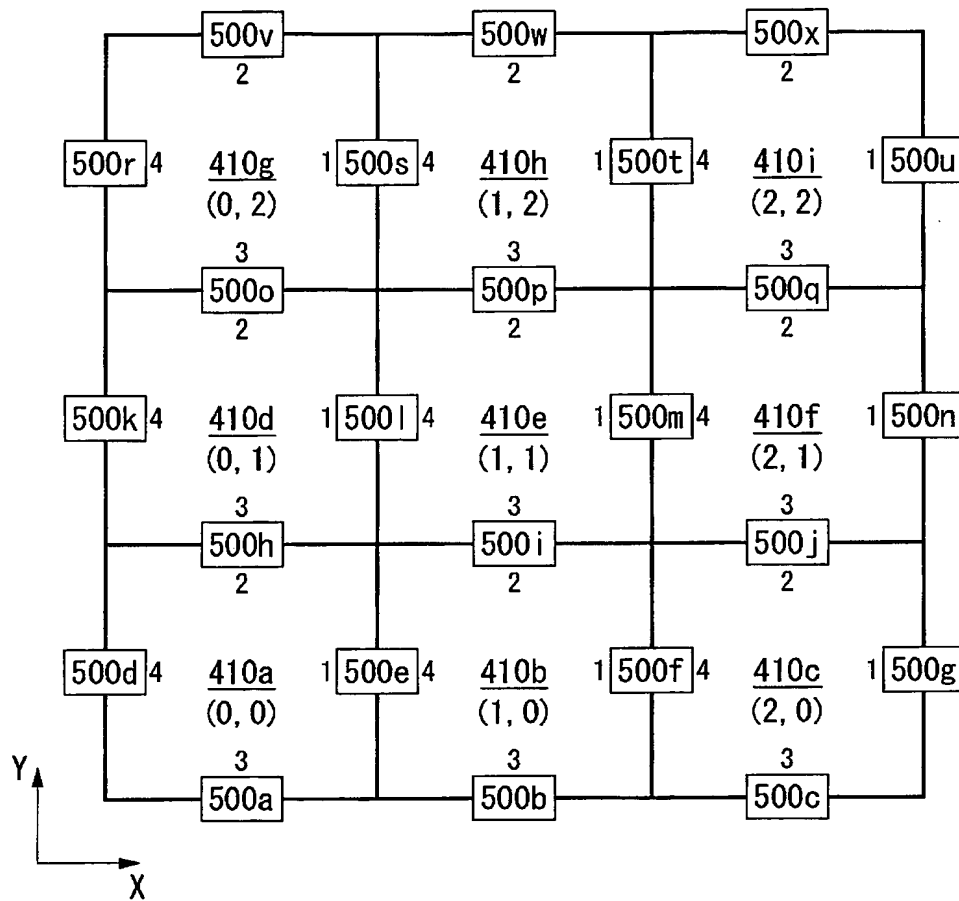 500v 500w 500x
2 2 2
500r 4 410g 1 500s 4 410h 1 500t 4 410i 1 500u
(0, 2) (1, 2) (2, 2)
3 3 3
500o 500p 500q
2 2 2
500k 4 410d 1 500l 4 410e 1 500m 4 410f 1 500n
(0, 1) (1, 1) (2, 1)
3 3 3
500h 500i 500j
2 2 2
500d 4 410a 1 500e 4 410b 1 500f 4 410c 1 500g
(0, 0) (1, 0) (2, 0)
3 3 3
500a 500b 500c
Y
X